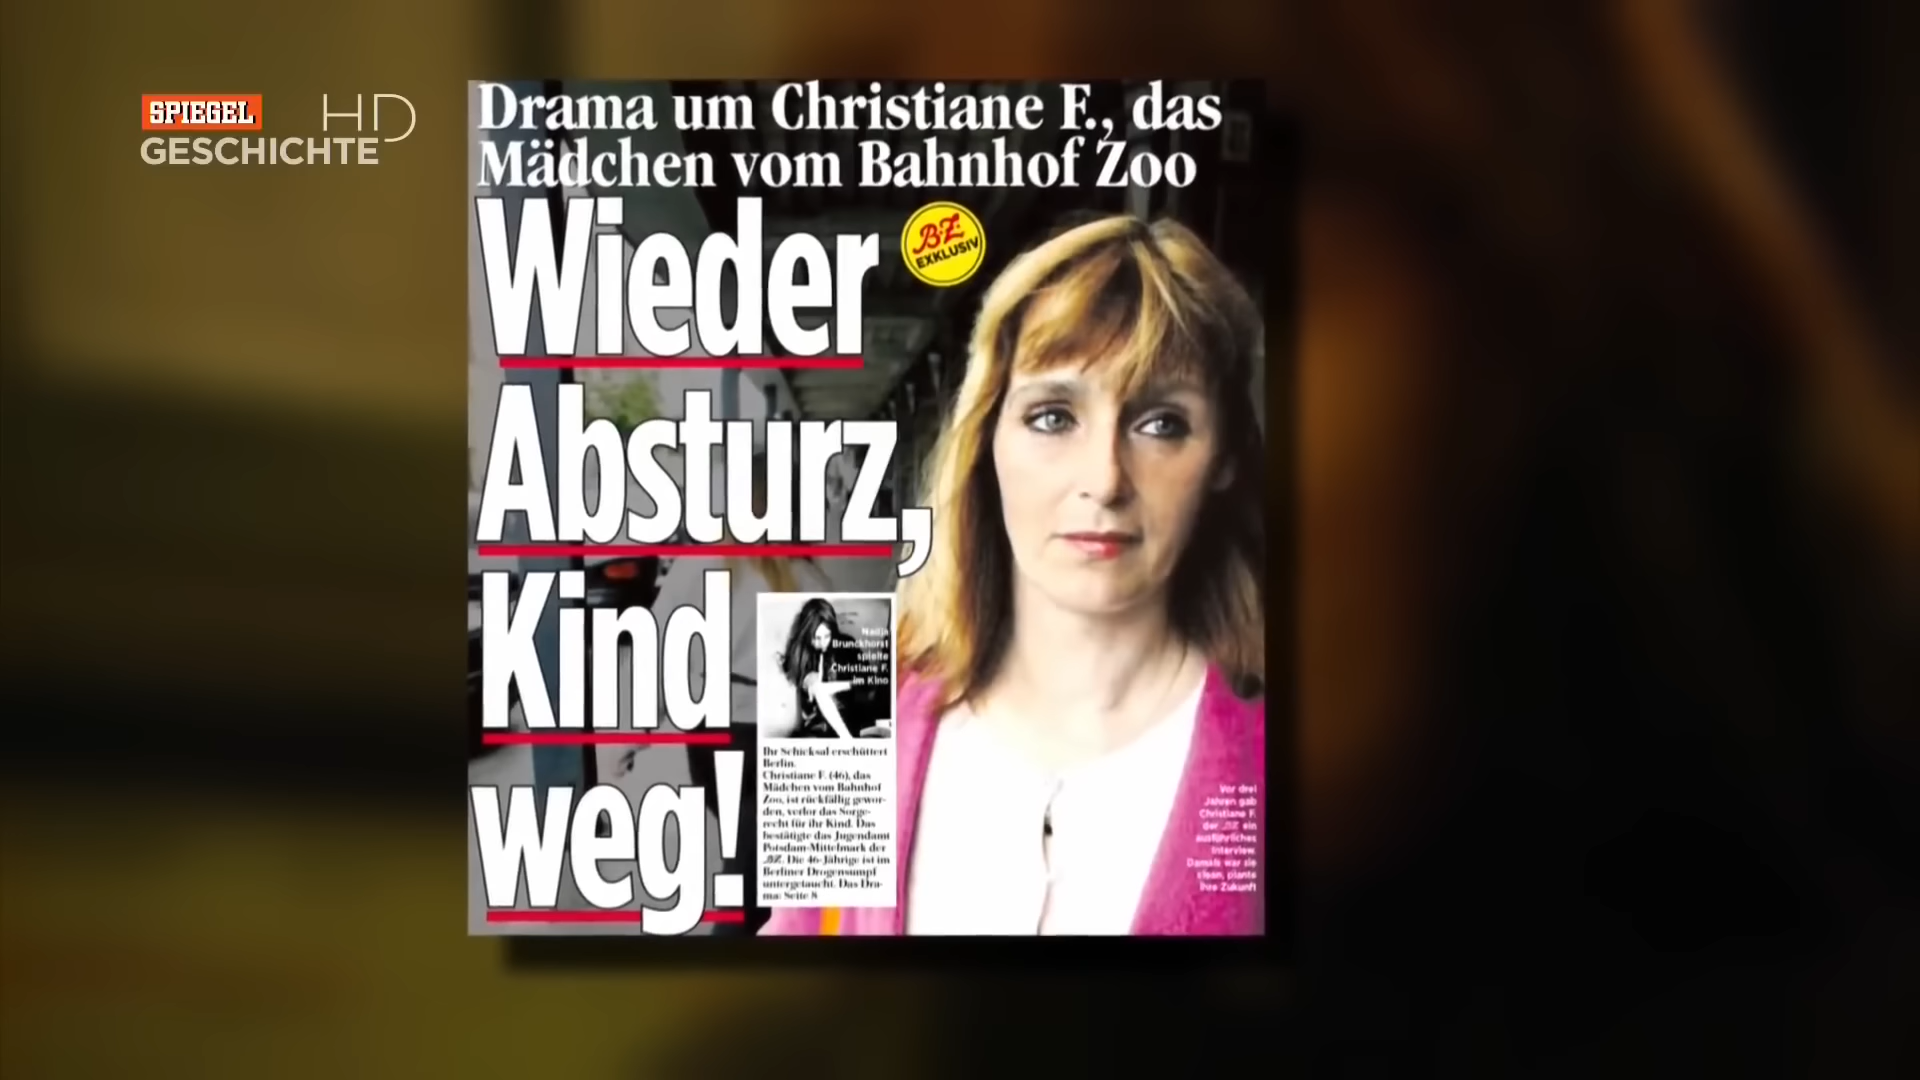 SPIEGEL HD
GESCHICHTE
Drama um Christiane F., das
Mädchen vom Bahnhof Zoo
Wieder
Absturz,
Kind
weg!
B.Z.
EXKLUSIV
Nadja
Brunckhorst
spielte
Christiane F.
im Kino
Ihr Schicksal erschüttert
Berlin.
Christiane F. (46), das
Mädchen vom Bahnhof
Zoo, ist rückfällig gewor-
den, verlor das Sorge-
recht für ihr Kind. Das
bestätigte das Jugendamt
Potsdam-Mittelmark der
B.Z. Die 46-Jährige ist im
Berliner Drogensumpf
untergetaucht. Das Dra-
ma: Seite 8
Vor drei
Jahren gab
Christiane F.
der B.Z. ein
ausführliches
Interview.
Damals war sie
clean, plante
ihre Zukunft